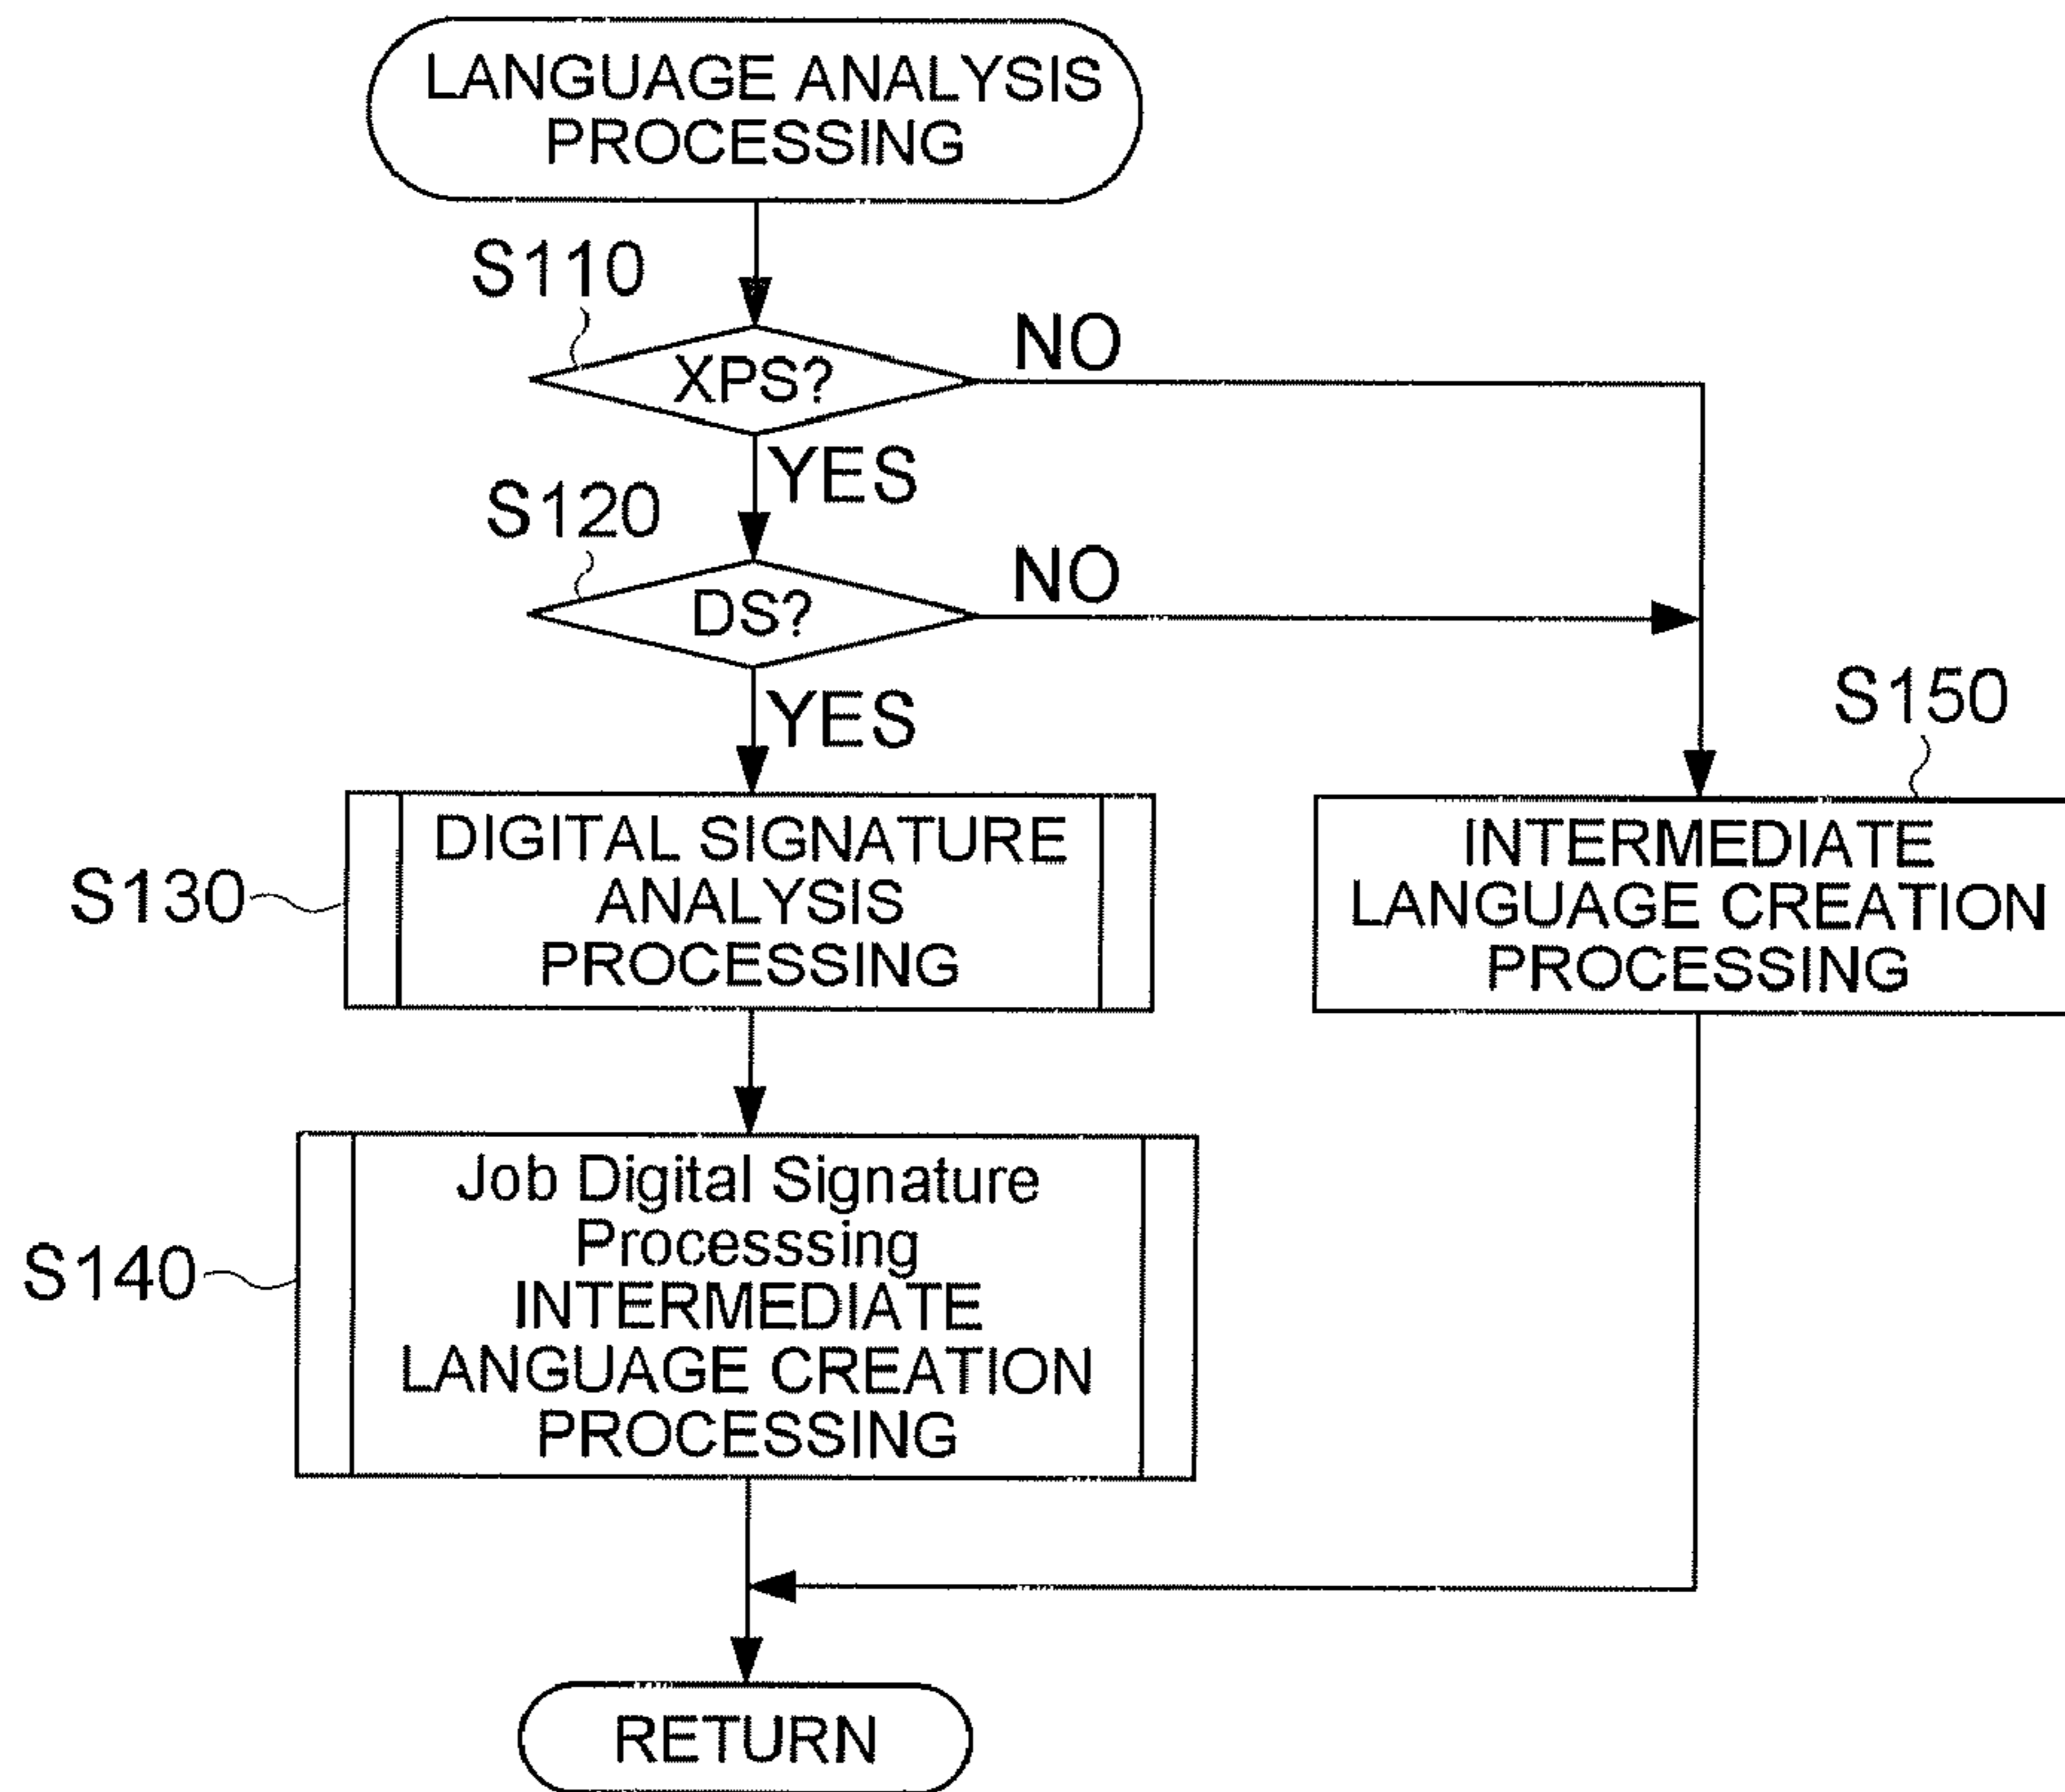 LANGUAGE ANALYSIS
PROCESSING
S110
XPS?
NO
YES
S120
DS?
NO
YES
S130
DIGITAL SIGNATURE
ANALYSIS
PROCESSING
S150
INTERMEDIATE
LANGUAGE CREATION
PROCESSING
S140
Job Digital Signature
Processsing
INTERMEDIATE
LANGUAGE CREATION
PROCESSING
RETURN